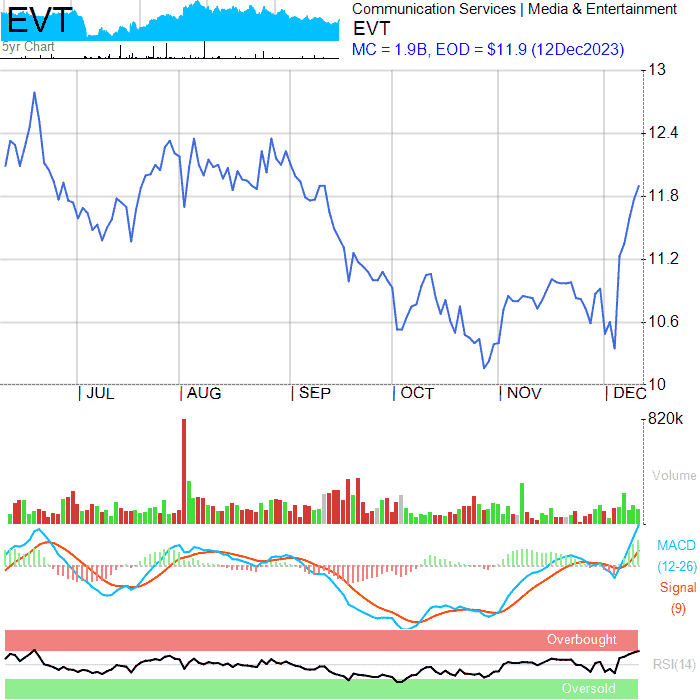 EVT
5yr Chart
Communication Services | Media & Entertainment
EVT
MC = 1.9B, EOD = $11.9 (12Dec2023)
13
12.4
11.8
11.2
10.6
10
| JUL
| AUG
| SEP
| OCT
| NOV
| DEC
820k
Volume
MACD
(12-26)
Signal
(9)
Overbought
RSI(14)
Oversold